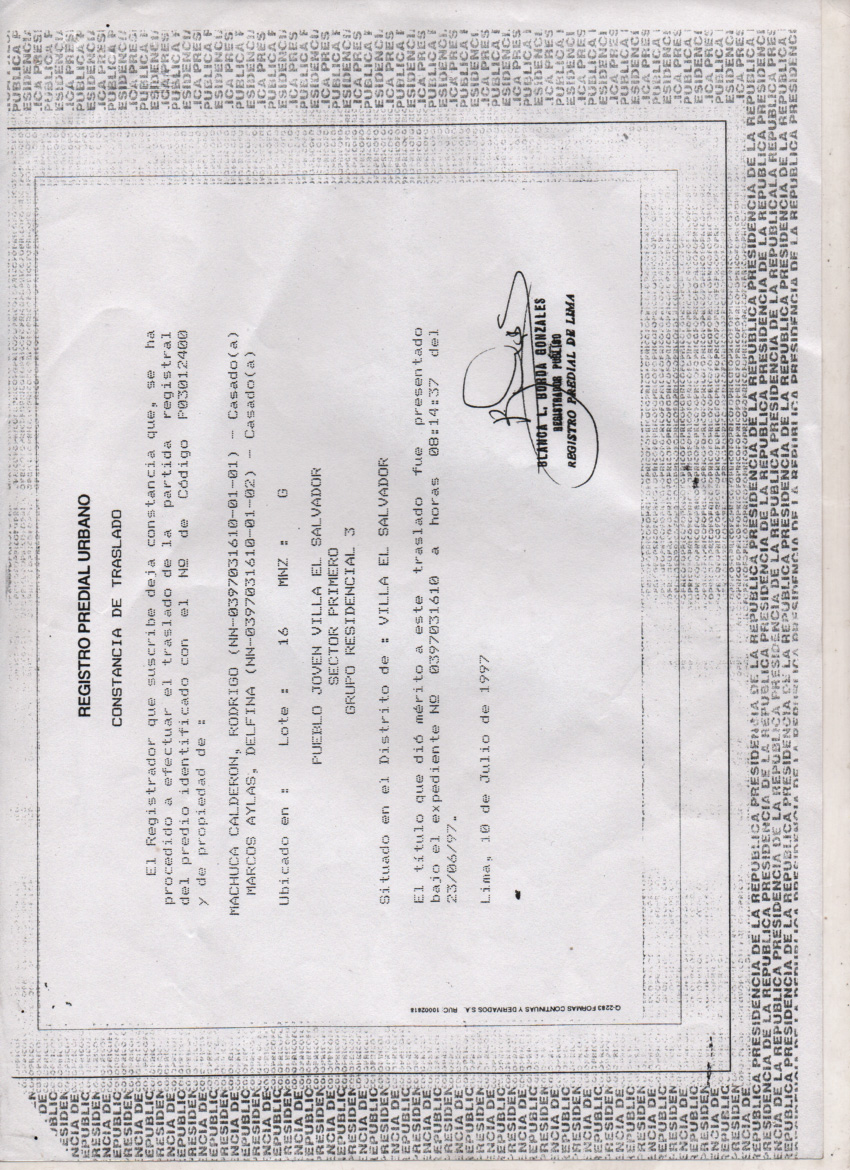 REGISTRO PREDIAL URBANO
CONSTANCIA DE TRASLADO
El Registrador que suscribe deja constancia que, se ha
procedido a efectuar el traslado de la partida registral
del predio identificado con el Nº de Código P03012400
y de propiedad de :
MACHUCA CALDERON, RODRIGO (NN-0397031610-01-01) - Casado(a)
MARCOS AYLAS, DELFINA (NN-0397031610-01-02) - Casado(a)
Ubicado en : Lote : 16 MNZ : G
PUEBLO JOVEN VILLA EL SALVADOR
SECTOR PRIMERO
GRUPO RESIDENCIAL 3
Situado en el Distrito de : VILLA EL SALVADOR
El título que dió mérito a este traslado fue presentado
bajo el expediente Nº 0397031610 a horas 08:14:37 del
23/06/97.
Lima, 10 de Julio de 1997
BLANCA L. BORDA GONZALES
REGISTRADOR PUBLICO
REGISTRO PREDIAL DE LIMA
G-2283 FORMAS CONTINUAS Y DERIVADOS S.A. RUC: 10002818
PRESIDENCIA DE LA REPUBLICA PRESIDENCIA DE LA REPUBLICA PRESIDENCIA DE LA REPUBLICA